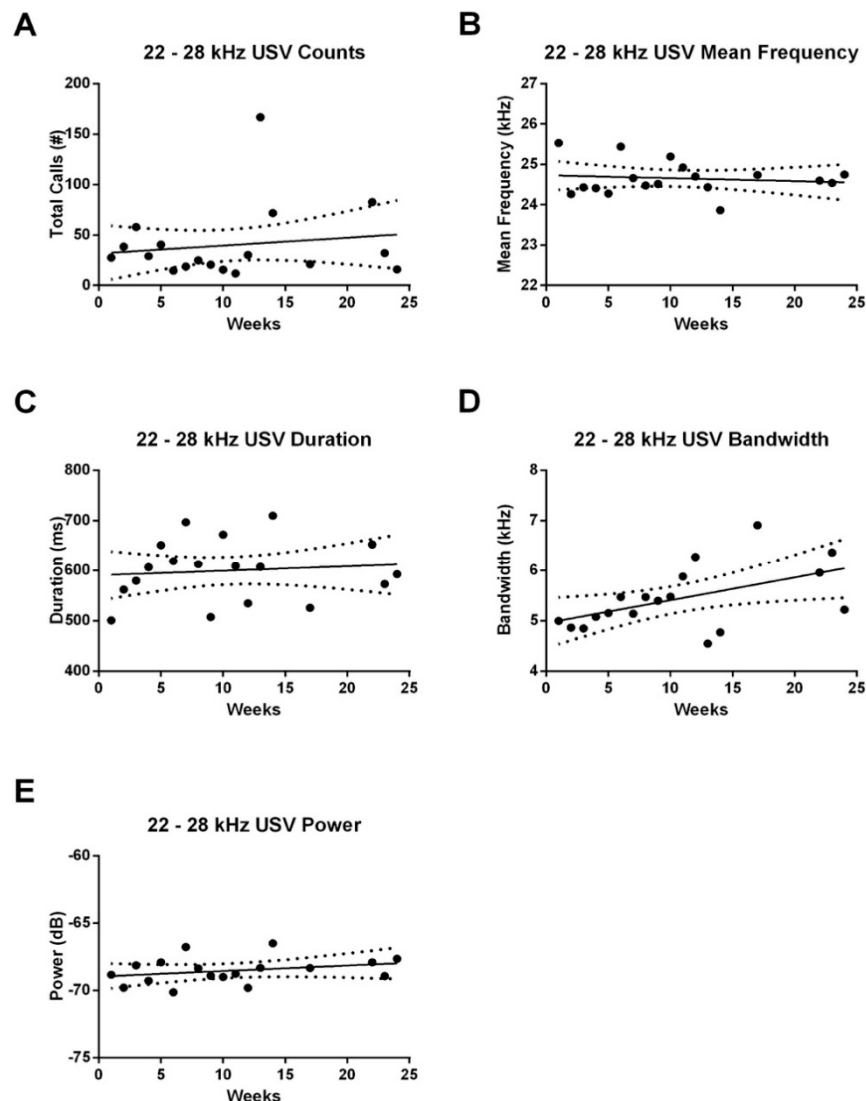 A
22 - 28 kHz USV Counts
Total Calls (#)
200
150
100
50
0
0 5 10 15 20 25
Weeks
B
22 - 28 kHz USV Mean Frequency
Mean Frequency (kHz)
27
26
25
24
23
22
0 5 10 15 20 25
Weeks
C
22 - 28 kHz USV Duration
Duration (ms)
800
700
600
500
400
0 5 10 15 20 25
Weeks
D
22 - 28 kHz USV Bandwidth
Bandwidth (kHz)
8
7
6
5
4
0 5 10 15 20 25
Weeks
E
22 - 28 kHz USV Power
Power (dB)
-60
-65
-70
-75
0 5 10 15 20 25
Weeks